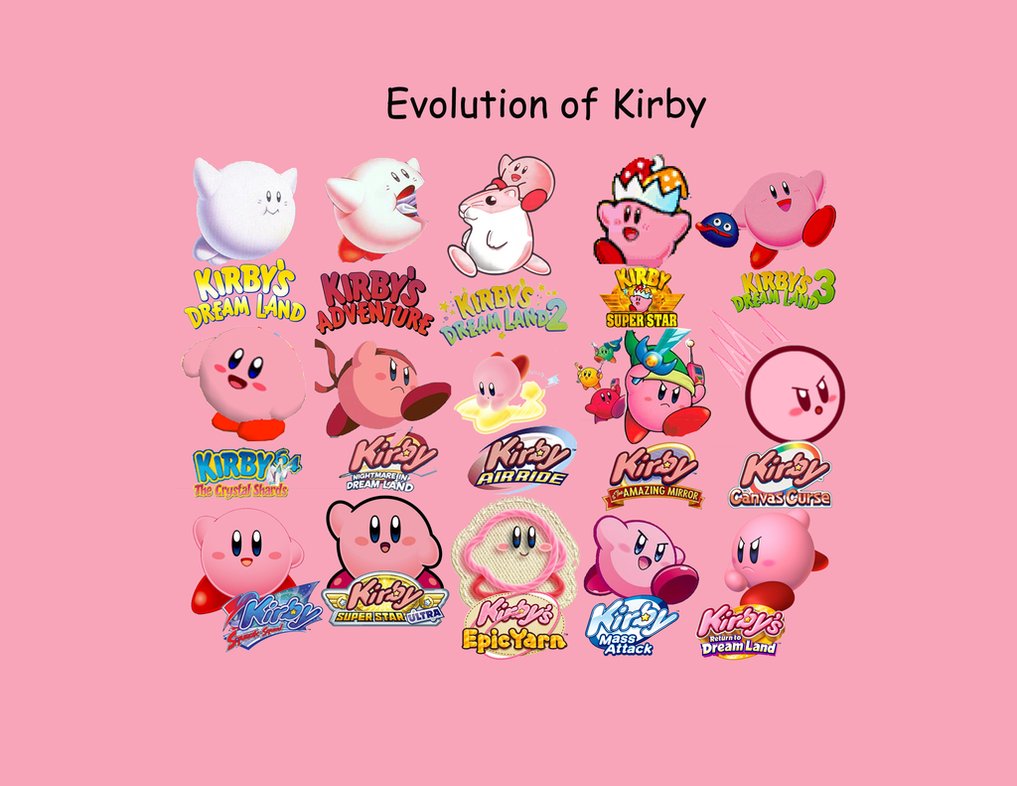 Evolution of Kirby
KIRBY'S
DREAM LAND
KIRBY'S
ADVENTURE
KIRBY'S
DREAM LAND 2
KIRBY
SUPER STAR
KIRBY'S
DREAM LAND 3
KIRBY 64
The Crystal Shards
Kirby
NIGHTMARE IN
DREAM LAND
Kirby
AIR RIDE
Kirby
& The AMAZING MIRROR
Kirby
Canvas Curse
Kirby
Squeak Squad
Kirby
SUPER STAR ULTRA
Kirby's
Epic Yarn
Kirby
Mass
Attack
Kirby's
Return to
Dream Land